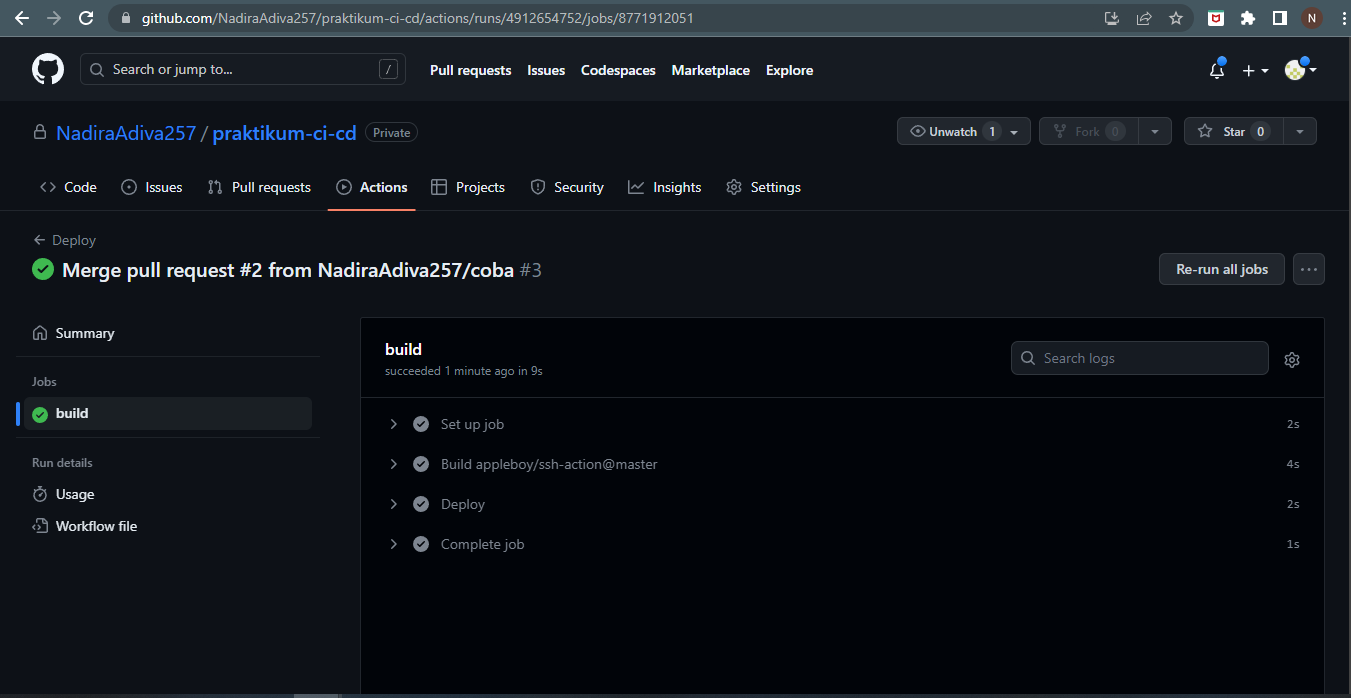 github.com/NadiraAdiva257/praktikum-ci-cd/actions/runs/4912654752/jobs/8771912051
N
Search or jump to... /
Pull requests Issues Codespaces Marketplace Explore
NadiraAdiva257 / praktikum-ci-cd Private
Unwatch 1 Fork 0 Star 0
Code Issues Pull requests Actions Projects Security Insights Settings
Deploy
Merge pull request #2 from NadiraAdiva257/coba #3
Re-run all jobs
Summary
Jobs
build
Run details
Usage
Workflow file
build
succeeded 1 minute ago in 9s
Search logs
Set up job 2s
Build appleboy/ssh-action@master 4s
Deploy 2s
Complete job 1s